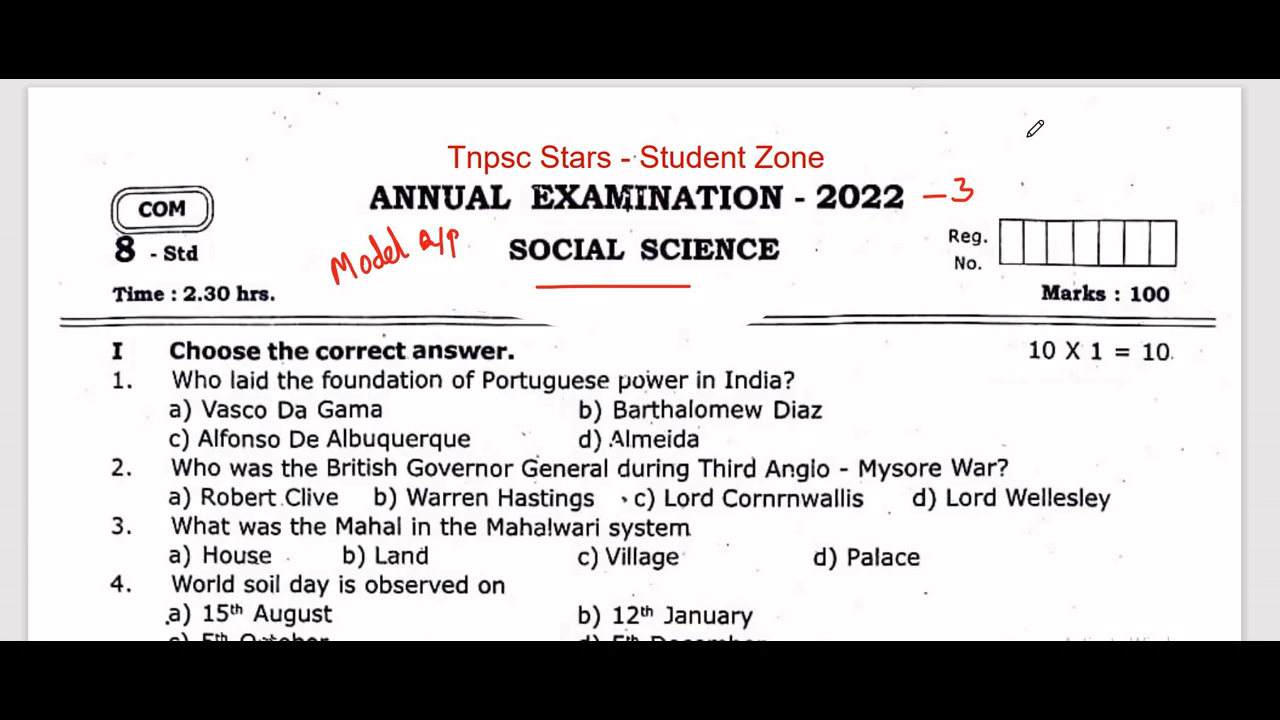 Tnpsc Stars - Student Zone
ANNUAL EXAMINATION - 2022 - 3
COM
8 - Std
Model q/p
SOCIAL SCIENCE
Reg.
No.
Time : 2.30 hrs.
Marks : 100
I Choose the correct answer. 10 X 1 = 10
1. Who laid the foundation of Portuguese power in India?
a) Vasco Da Gama b) Barthalomew Diaz
c) Alfonso De Albuquerque d) Almeida
2. Who was the British Governor General during Third Anglo - Mysore War?
a) Robert Clive b) Warren Hastings c) Lord Cornrnwallis d) Lord Wellesley
3. What was the Mahal in the Mahalwari system
a) House b) Land c) Village d) Palace
4. World soil day is observed on
a) 15th August b) 12th January
c) 5th October d) 5th December